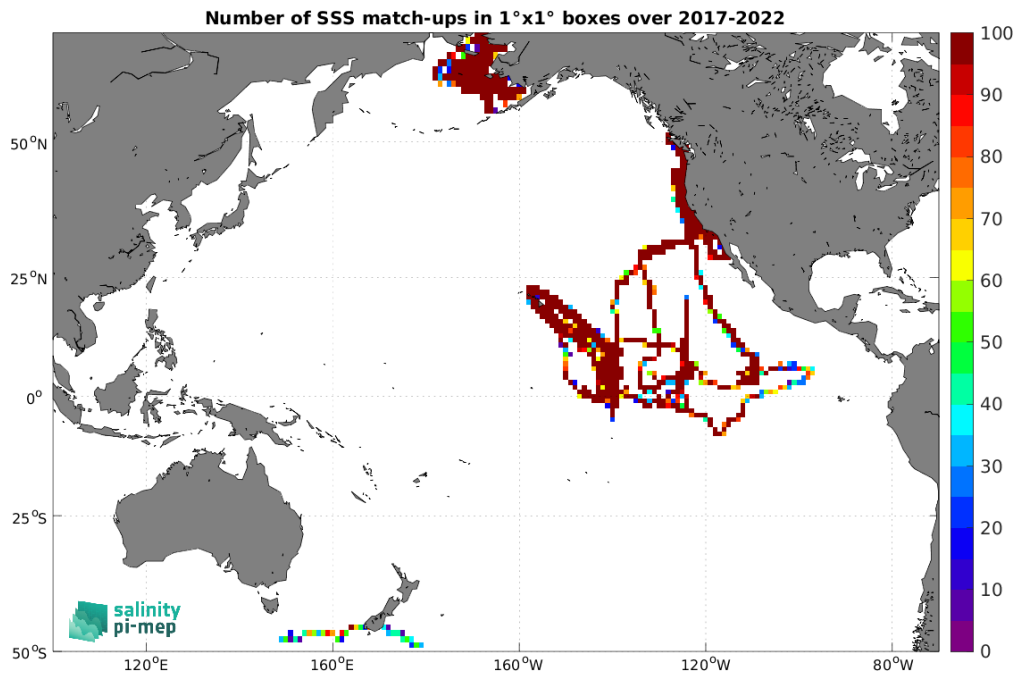 Number of SSS match-ups in 1°x1° boxes over 2017-2022
100
90
80
70
60
50
40
30
20
10
0
50°N
25°N
0°
25°S
50°S
salinity
pi-mep
120°E
160°E
160°W
120°W
80°W